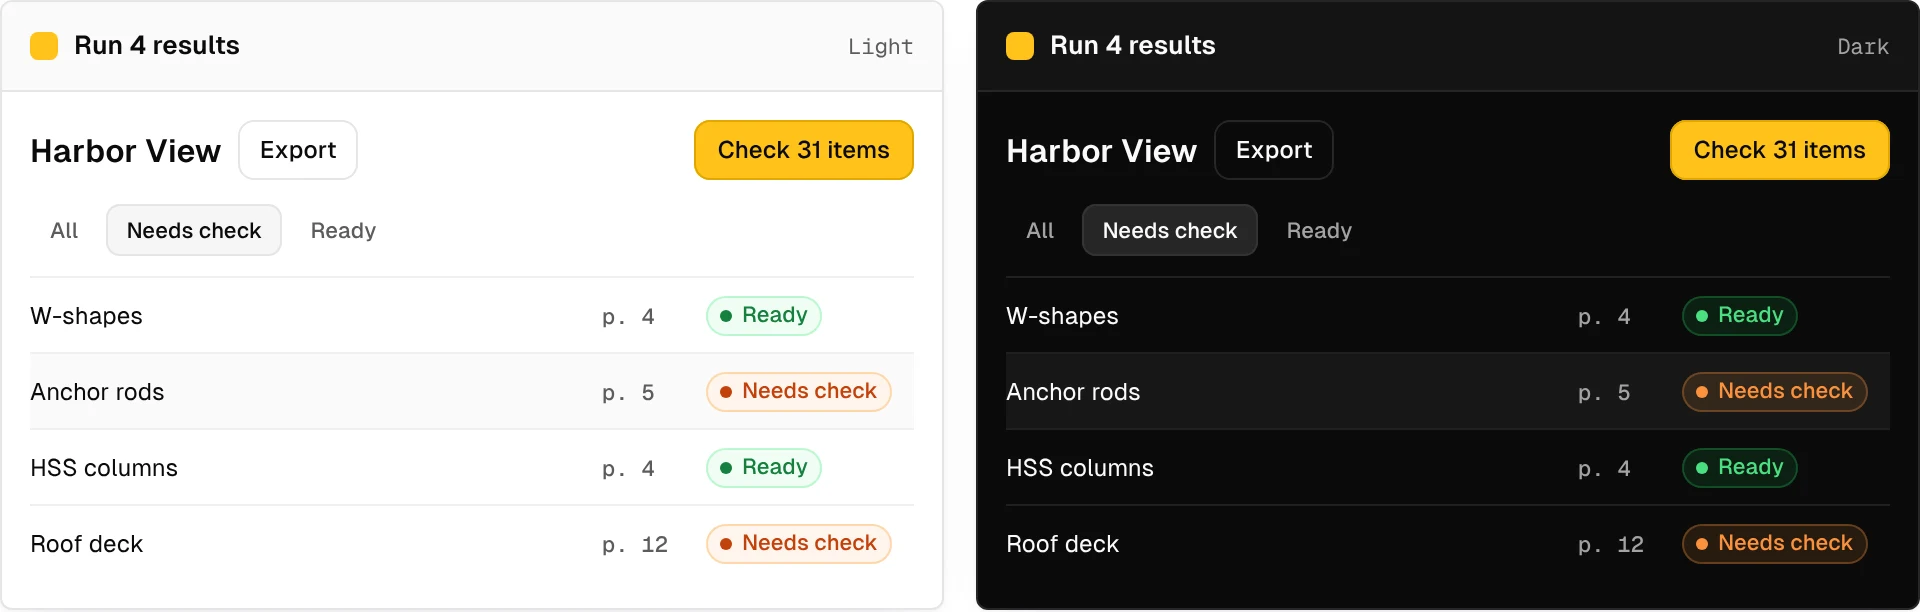 Run 4 results Light
Harbor View Export Check 31 items
All Needs check Ready
W-shapes p. 4 Ready
Anchor rods p. 5 Needs check
HSS columns p. 4 Ready
Roof deck p. 12 Needs check
Run 4 results Dark
Harbor View Export Check 31 items
All Needs check Ready
W-shapes p. 4 Ready
Anchor rods p. 5 Needs check
HSS columns p. 4 Ready
Roof deck p. 12 Needs check